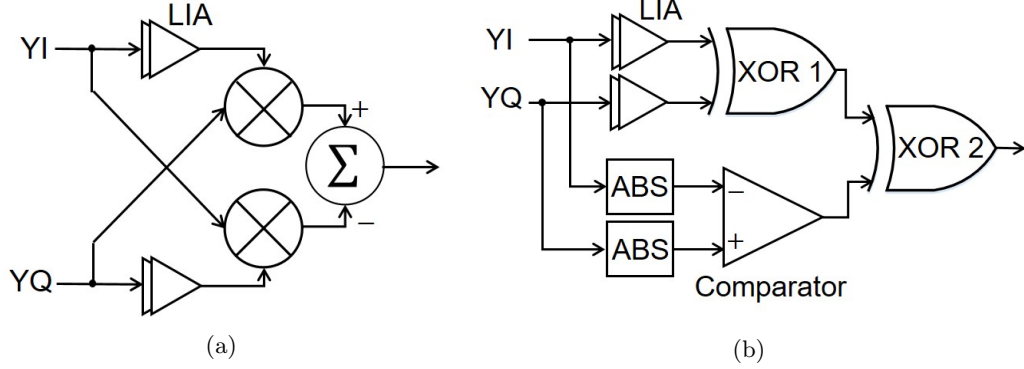 LIA
YI
+
Σ
−
YQ
(a)
LIA
YI
XOR 1
YQ
XOR 2
ABS
−
ABS
+
Comparator
(b)